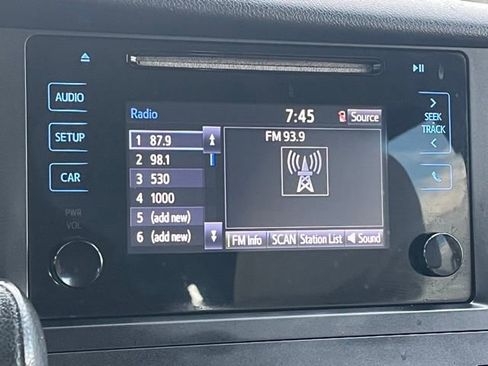 AUDIO
SETUP
CAR
PWR
VOL
Radio 7:45 Source
1 87.9
2 98.1
3 530
4 1000
5 (add new)
6 (add new)
FM 93.9
FM Info SCAN Station List Sound
SEEK
TRACK